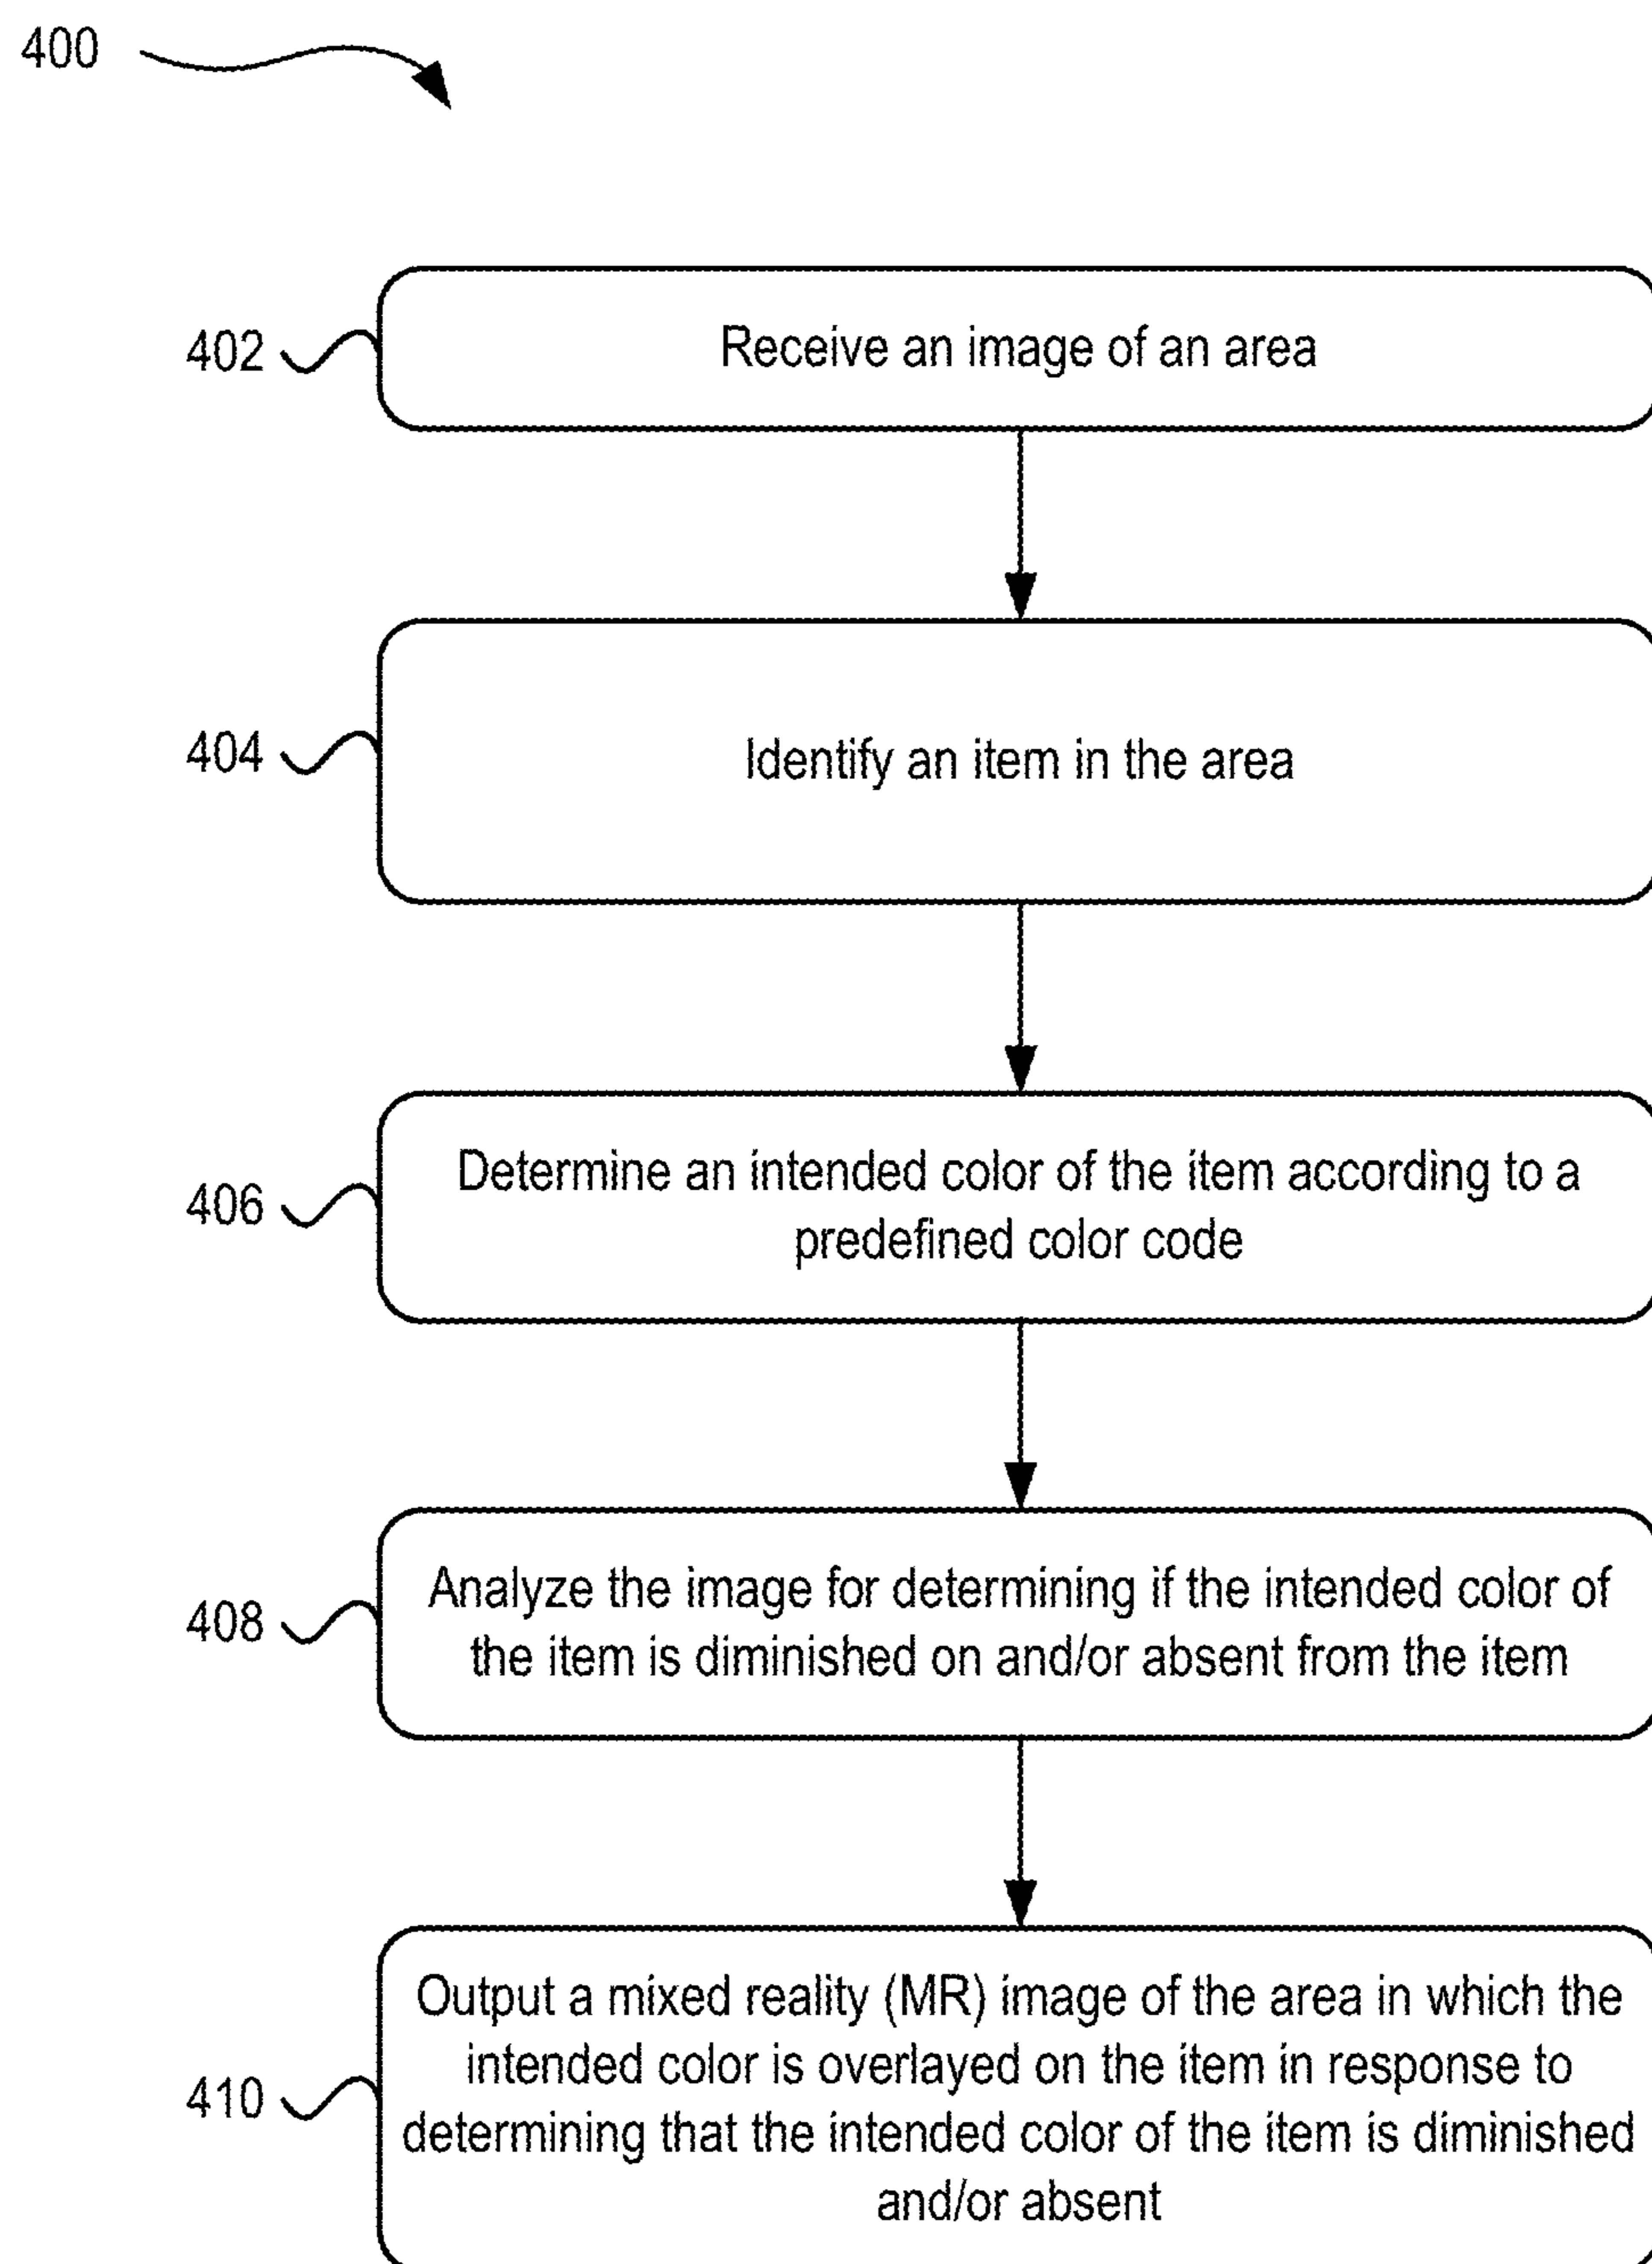 400
402
Receive an image of an area
404
Identify an item in the area
406
Determine an intended color of the item according to a
predefined color code
408
Analyze the image for determining if the intended color of
the item is diminished on and/or absent from the item
410
Output a mixed reality (MR) image of the area in which the
intended color is overlayed on the item in response to
determining that the intended color of the item is diminished
and/or absent